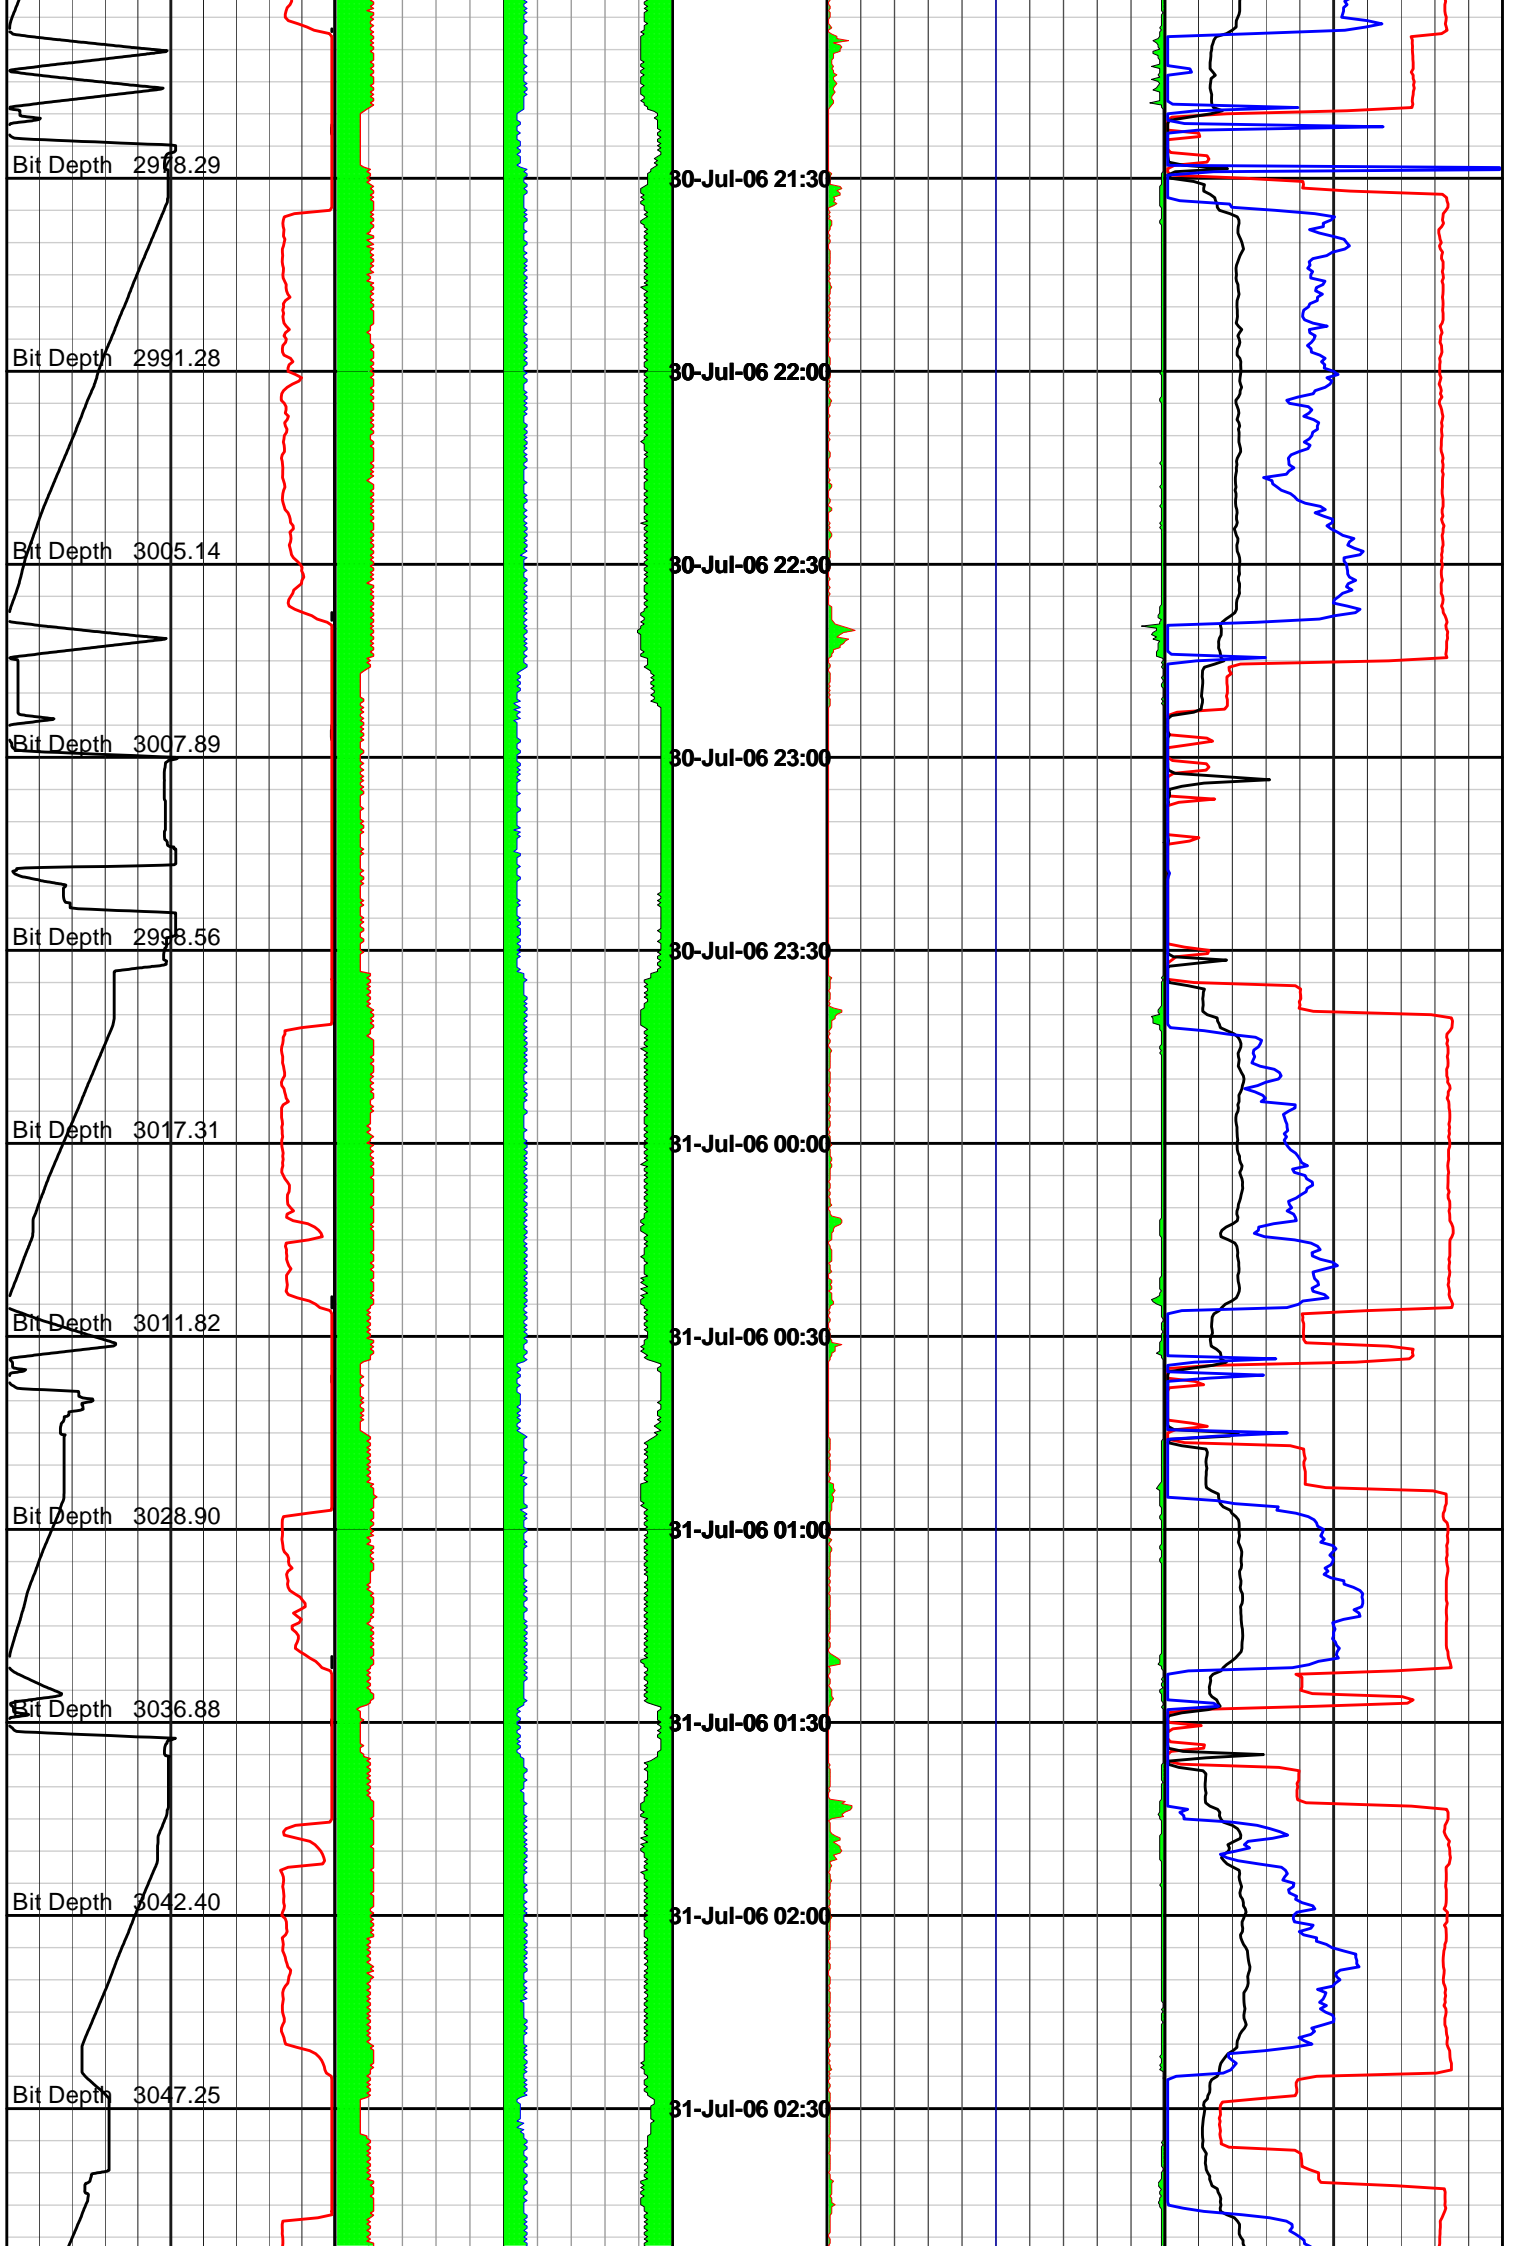 Bit Depth 2978.29 30-Jul-06 21:30
Bit Depth 2991.28 30-Jul-06 22:00
Bit Depth 3005.14 30-Jul-06 22:30
Bit Depth 3007.89 30-Jul-06 23:00
Bit Depth 2998.56 30-Jul-06 23:30
Bit Depth 3017.31 31-Jul-06 00:00
Bit Depth 3011.82 31-Jul-06 00:30
Bit Depth 3028.90 31-Jul-06 01:00
Bit Depth 3036.88 31-Jul-06 01:30
Bit Depth 3042.40 31-Jul-06 02:00
Bit Depth 3047.25 31-Jul-06 02:30